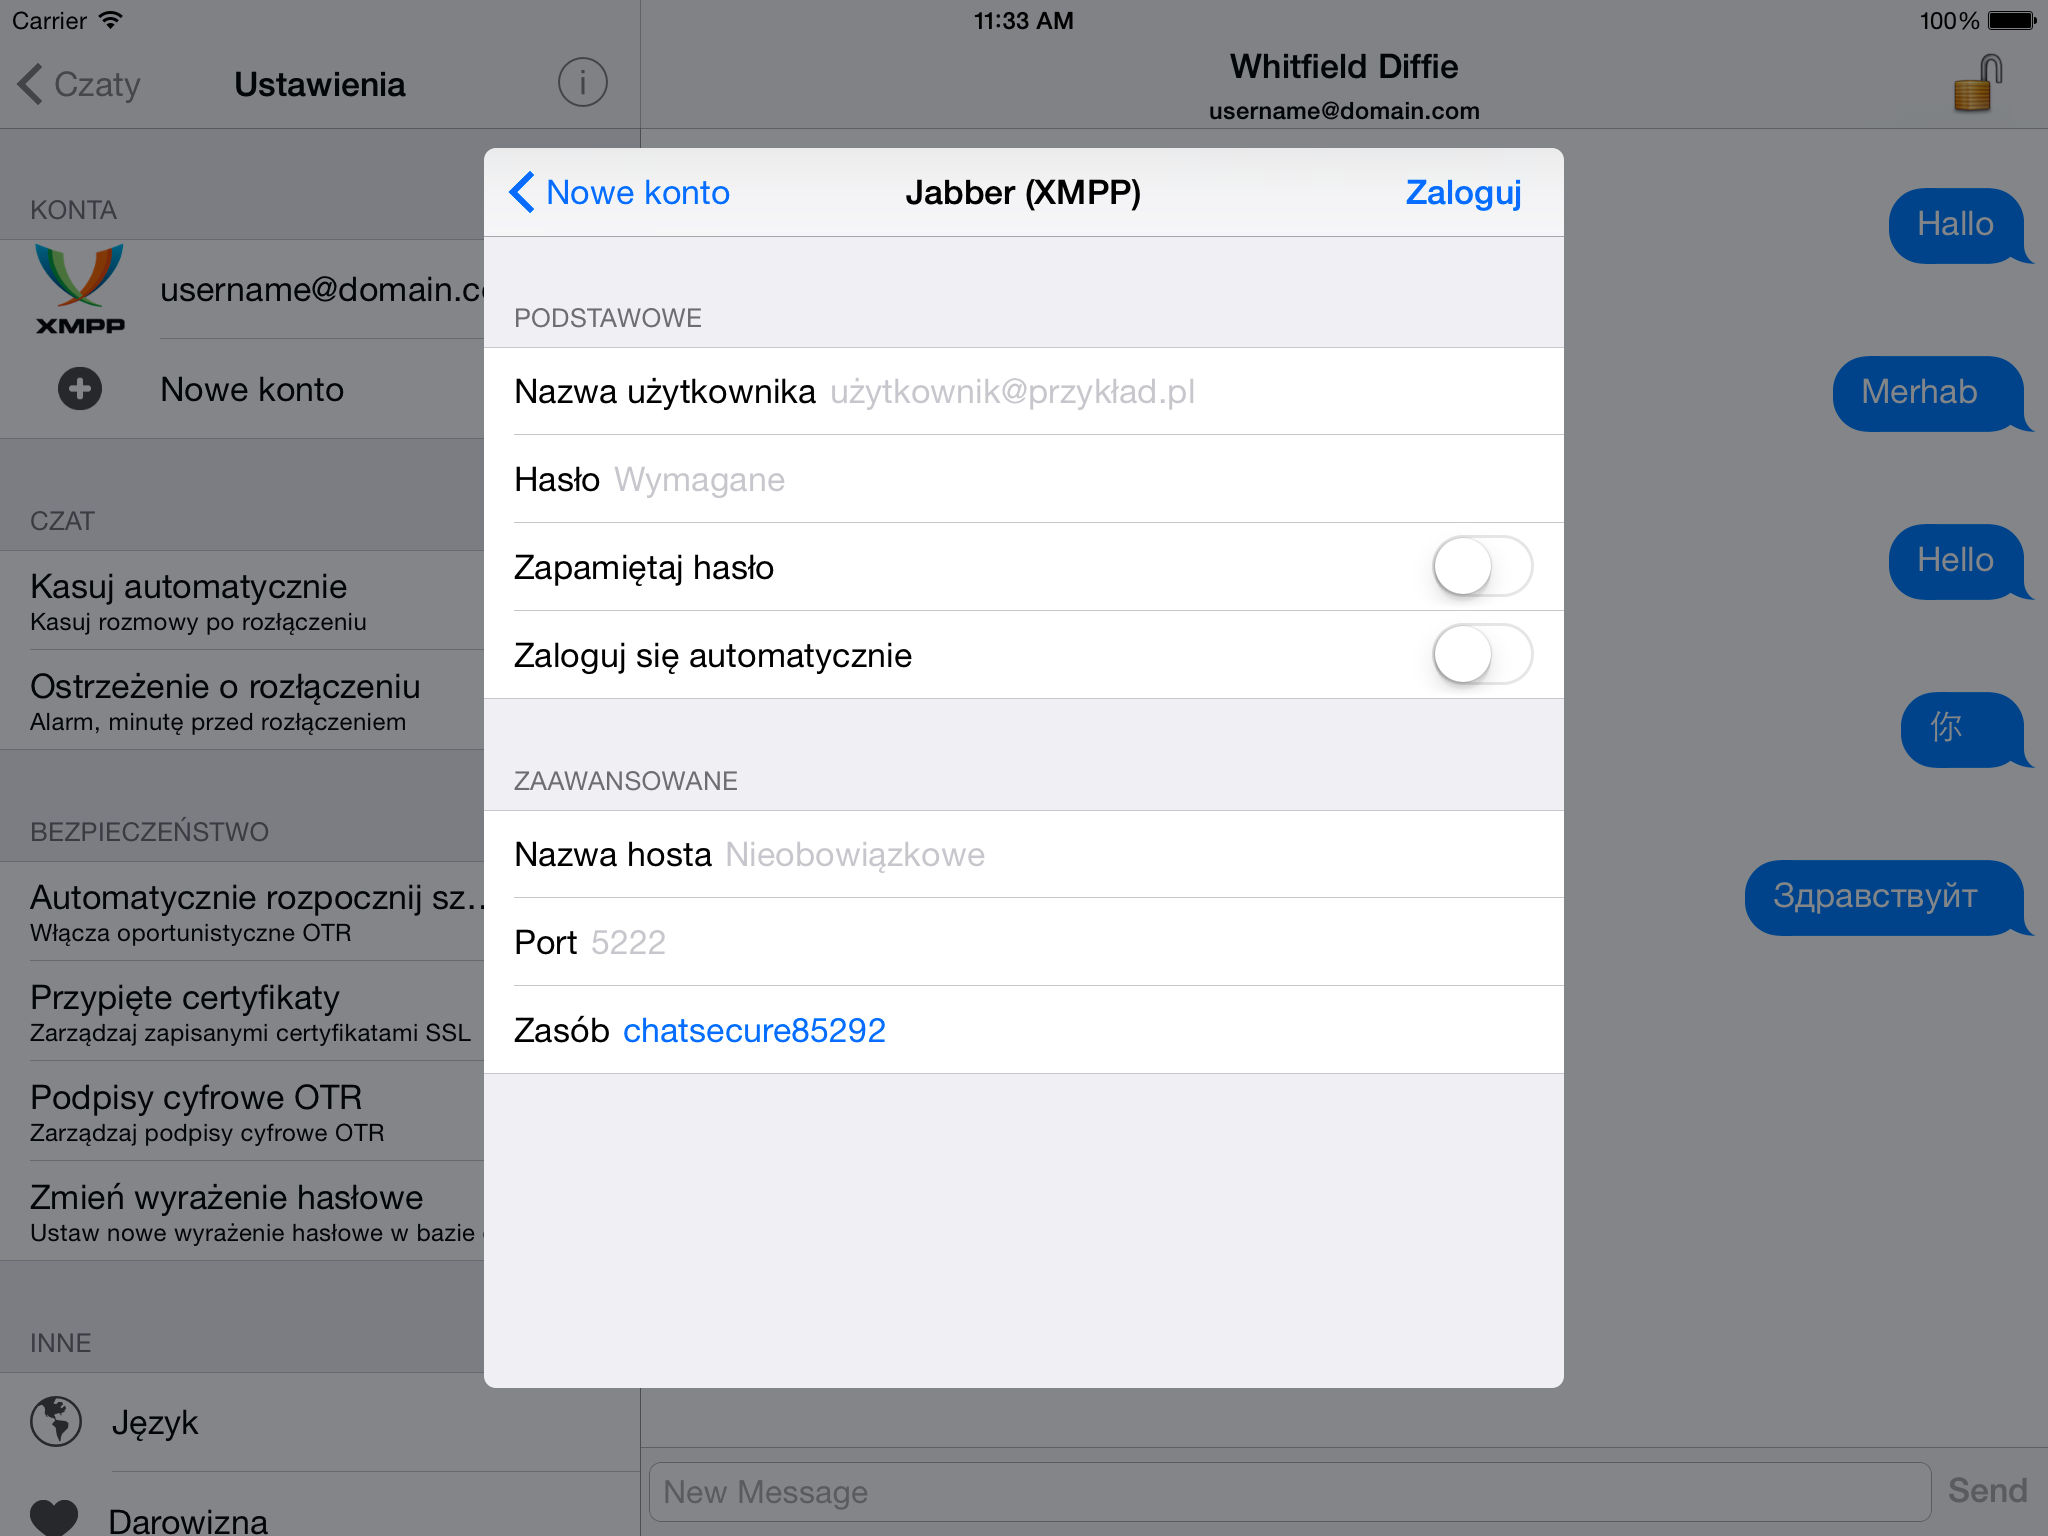 Carrier
11:33 AM
100%
Czaty
Ustawienia
i
Whitfield Diffie
username@domain.com
KONTA
XMPP
username@domain.c
Nowe konto
CZAT
Kasuj automatycznie
Kasuj rozmowy po rozłączeniu
Ostrzeżenie o rozłączeniu
Alarm, minutę przed rozłączeniem
BEZPIECZEŃSTWO
Automatycznie rozpocznij sz…
Włącza oportunistyczne OTR
Przypięte certyfikaty
Zarządzaj zapisanymi certyfikatami SSL
Podpisy cyfrowe OTR
Zarządzaj podpisy cyfrowe OTR
Zmień wyrażenie hasłowe
Ustaw nowe wyrażenie hasłowe w bazie
INNE
Język
Darowizna
Nowe konto
Jabber (XMPP)
Zaloguj
PODSTAWOWE
Nazwa użytkownika użytkownik@przykład.pl
Hasło Wymagane
Zapamiętaj hasło
Zaloguj się automatycznie
ZAAWANSOWANE
Nazwa hosta Nieobowiązkowe
Port 5222
Zasób chatsecure85292
Hallo
Merhab
Hello
你
Здравствуйт
New Message
Send